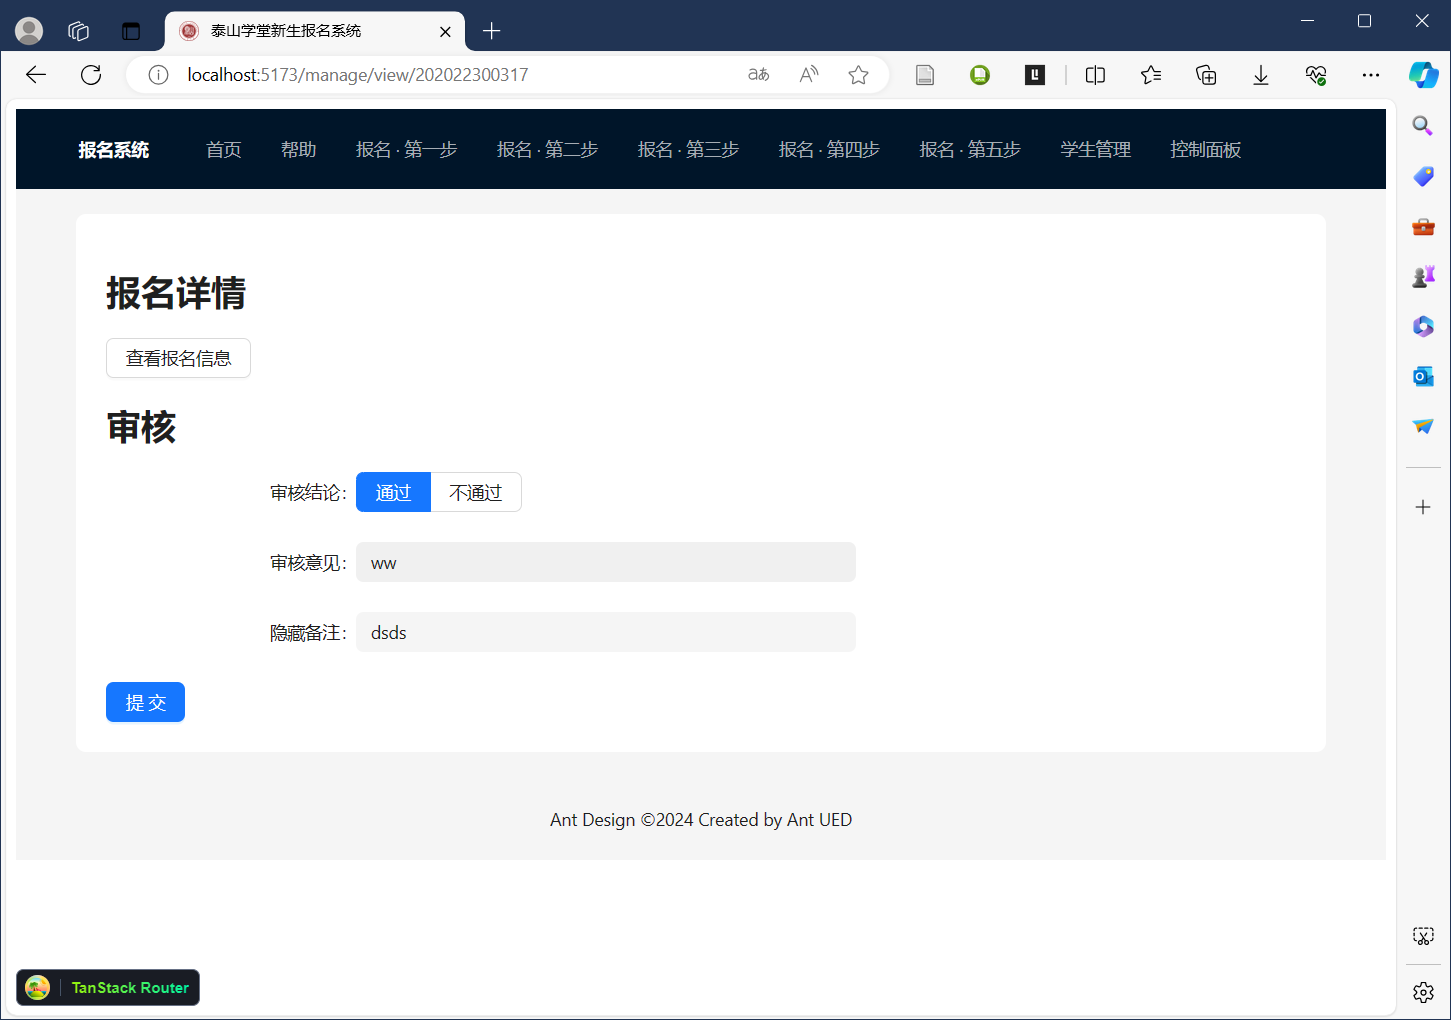 泰山学堂新生报名系统
localhost:5173/manage/view/202022300317
报名系统 首页 帮助 报名 · 第一步 报名 · 第二步 报名 · 第三步 报名 · 第四步 报名 · 第五步 学生管理 控制面板
报名详情
查看报名信息
审核
审核结论： 通过 不通过
审核意见： ww
隐藏备注： dsds
提 交
Ant Design ©2024 Created by Ant UED
TanStack Router